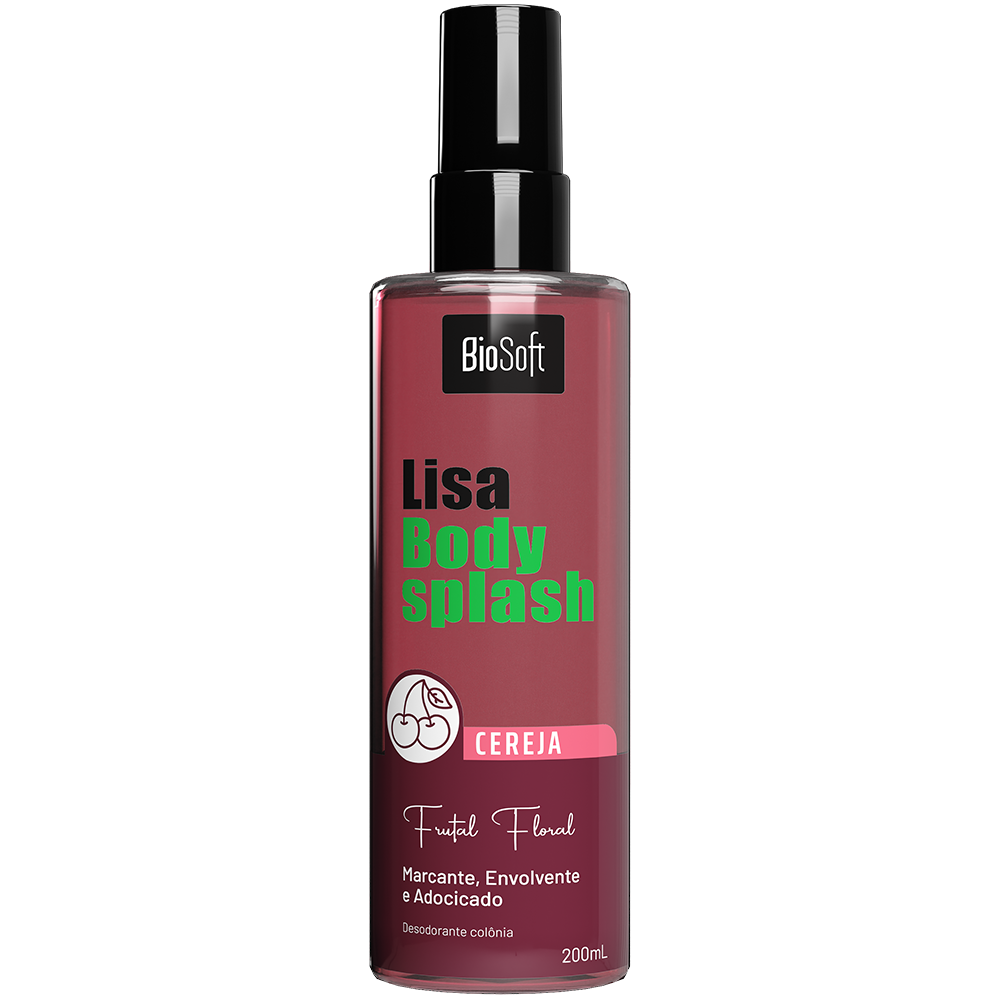 BioSoft
Lisa
Body
splash
CEREJA
Frutal Floral
Marcante, Envolvente
e Adocicado
Desodorante colônia
200mL